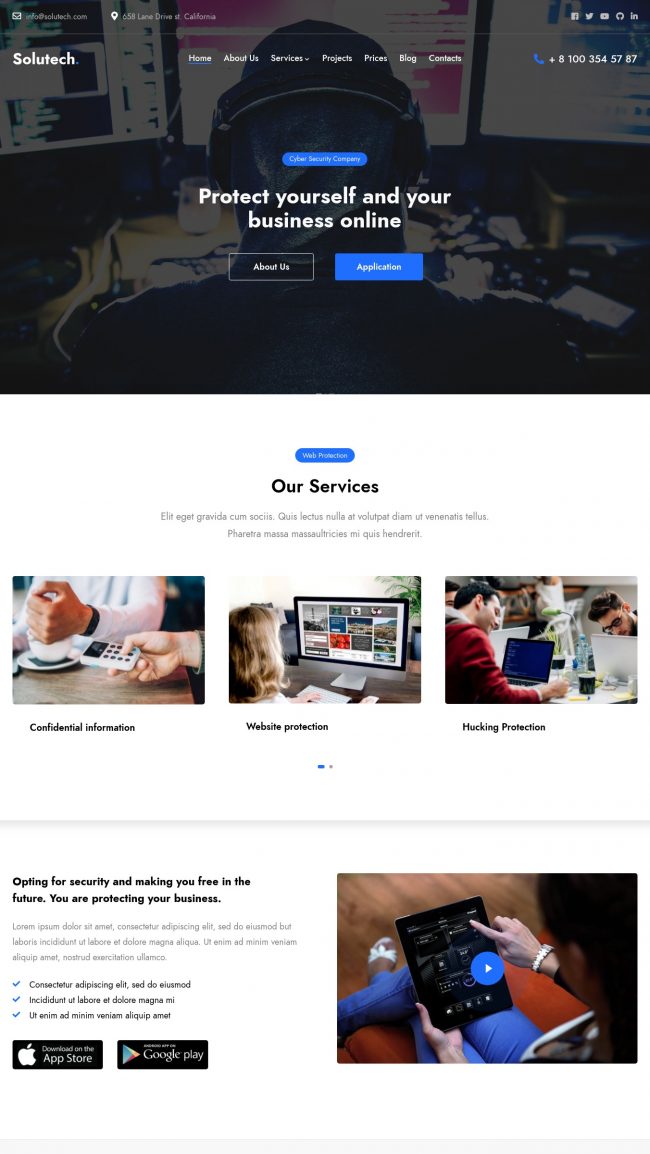 info@solutech.com
658 Lane Drive st. California
Solutech.
Home About Us Services Projects Prices Blog Contacts
+ 8 100 354 57 87
Cyber Security Company
Protect yourself and your
business online
About Us
Application
Web Protection
Our Services
Elit eget gravida cum sociis. Quis lectus nulla at volutpat diam ut venenatis tellus.
Pharetra massa massaultricies mi quis hendrerit.
Confidential information
Website protection
Hucking Protection
Opting for security and making you free in the
future. You are protecting your business.
Lorem ipsum dolor sit amet, consectetur adipiscing elit, sed do eiusmod but
laboris incididunt ut labore et dolore magna aliqua. Ut enim ad minim veniam
aliquip amet, nostrud exercitation ullamco.
Consectetur adipiscing elit, sed do eiusmod
Incididunt ut labore et dolore magna mi
Ut enim ad minim veniam aliquip amet
Download on the
App Store
ANDROID APP ON
Google play